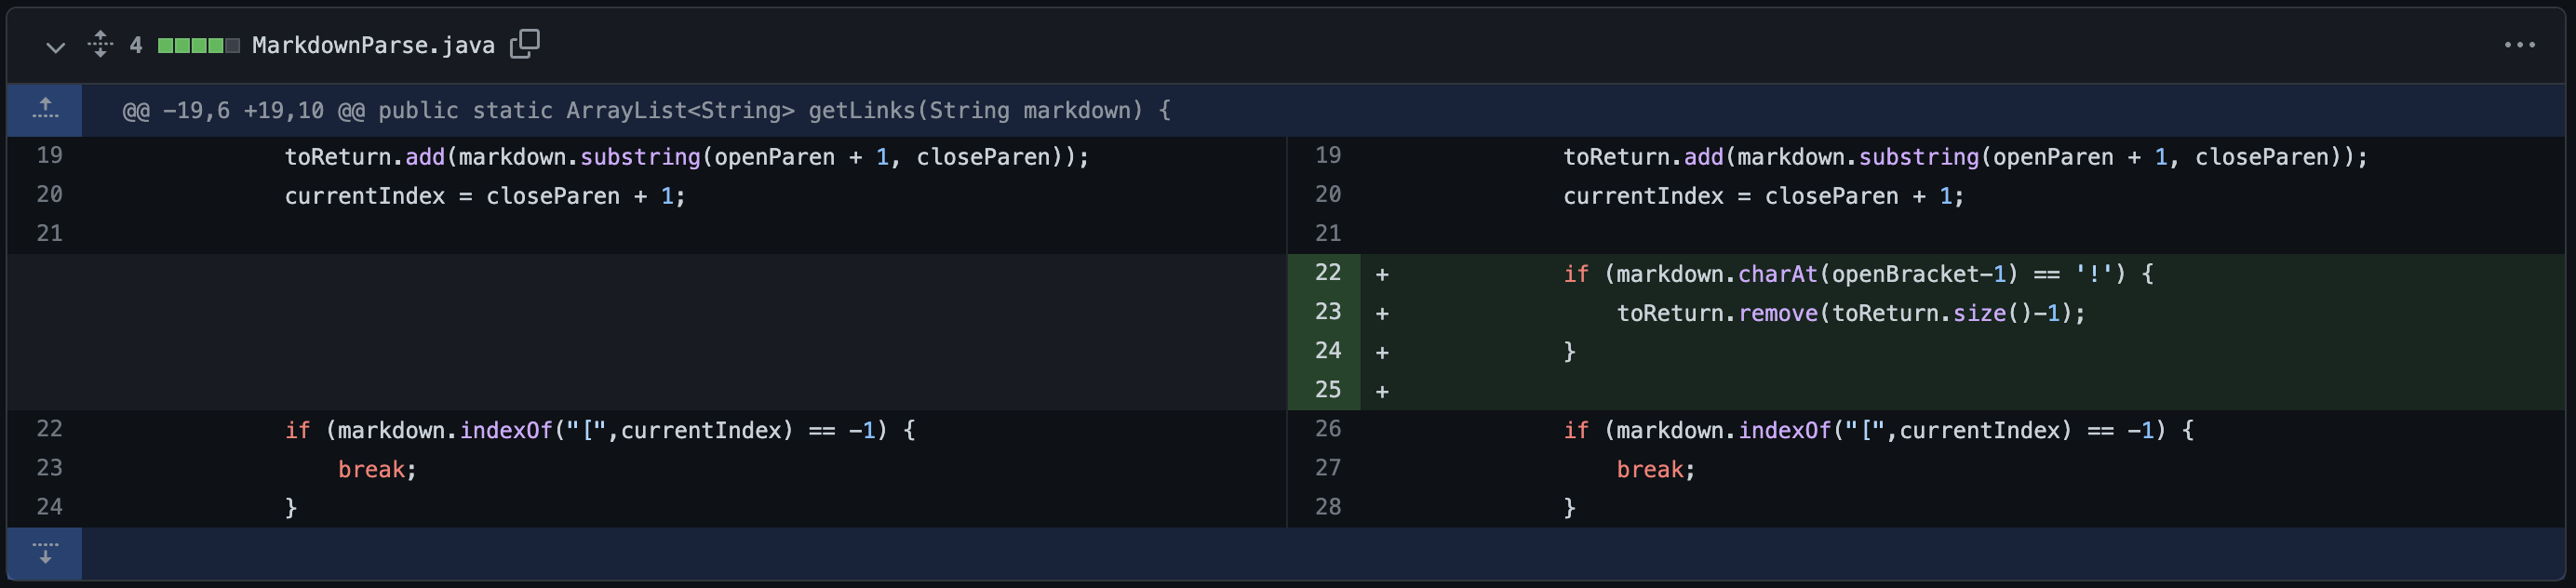 4 MarkdownParse.java
@@ -19,6 +19,10 @@ public static ArrayList<String> getLinks(String markdown) {
19 toReturn.add(markdown.substring(openParen + 1, closeParen));
20 currentIndex = closeParen + 1;
21
22 if (markdown.indexOf("[",currentIndex) == -1) {
23 break;
24 }
19 toReturn.add(markdown.substring(openParen + 1, closeParen));
20 currentIndex = closeParen + 1;
21
22 + if (markdown.charAt(openBracket-1) == '!') {
23 + toReturn.remove(toReturn.size()-1);
24 + }
25 +
26 if (markdown.indexOf("[",currentIndex) == -1) {
27 break;
28 }